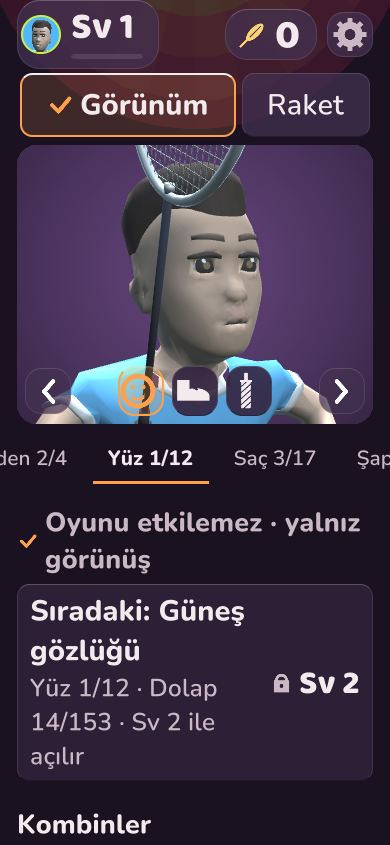 Sv 1
0
Görünüm
Raket
den 2/4
Yüz 1/12
Saç 3/17
Şap
Oyunu etkilemez · yalnız
görünüş
Sıradaki: Güneş
gözlüğü
Yüz 1/12 · Dolap
14/153 · Sv 2 ile
açılır
Sv 2
Kombinler